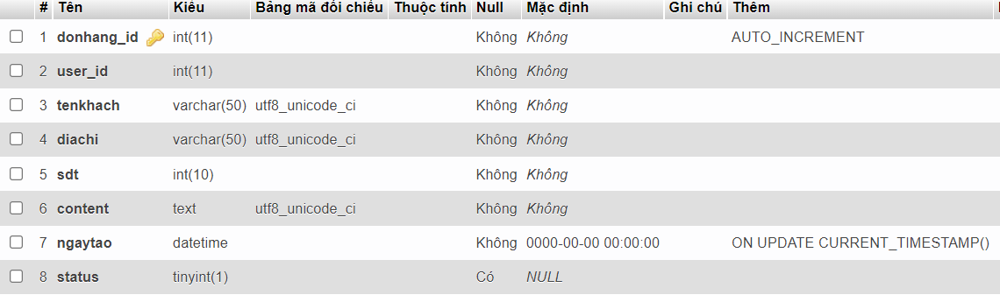 # Tên Kiểu Bảng mã đối chiếu Thuộc tính Null Mặc định Ghi chú Thêm
1 donhang_id int(11) Không Không AUTO_INCREMENT
2 user_id int(11) Không Không
3 tenkhach varchar(50) utf8_unicode_ci Không Không
4 diachi varchar(50) utf8_unicode_ci Không Không
5 sdt int(10) Không Không
6 content text utf8_unicode_ci Không Không
7 ngaytao datetime Không 0000-00-00 00:00:00 ON UPDATE CURRENT_TIMESTAMP()
8 status tinyint(1) Có NULL